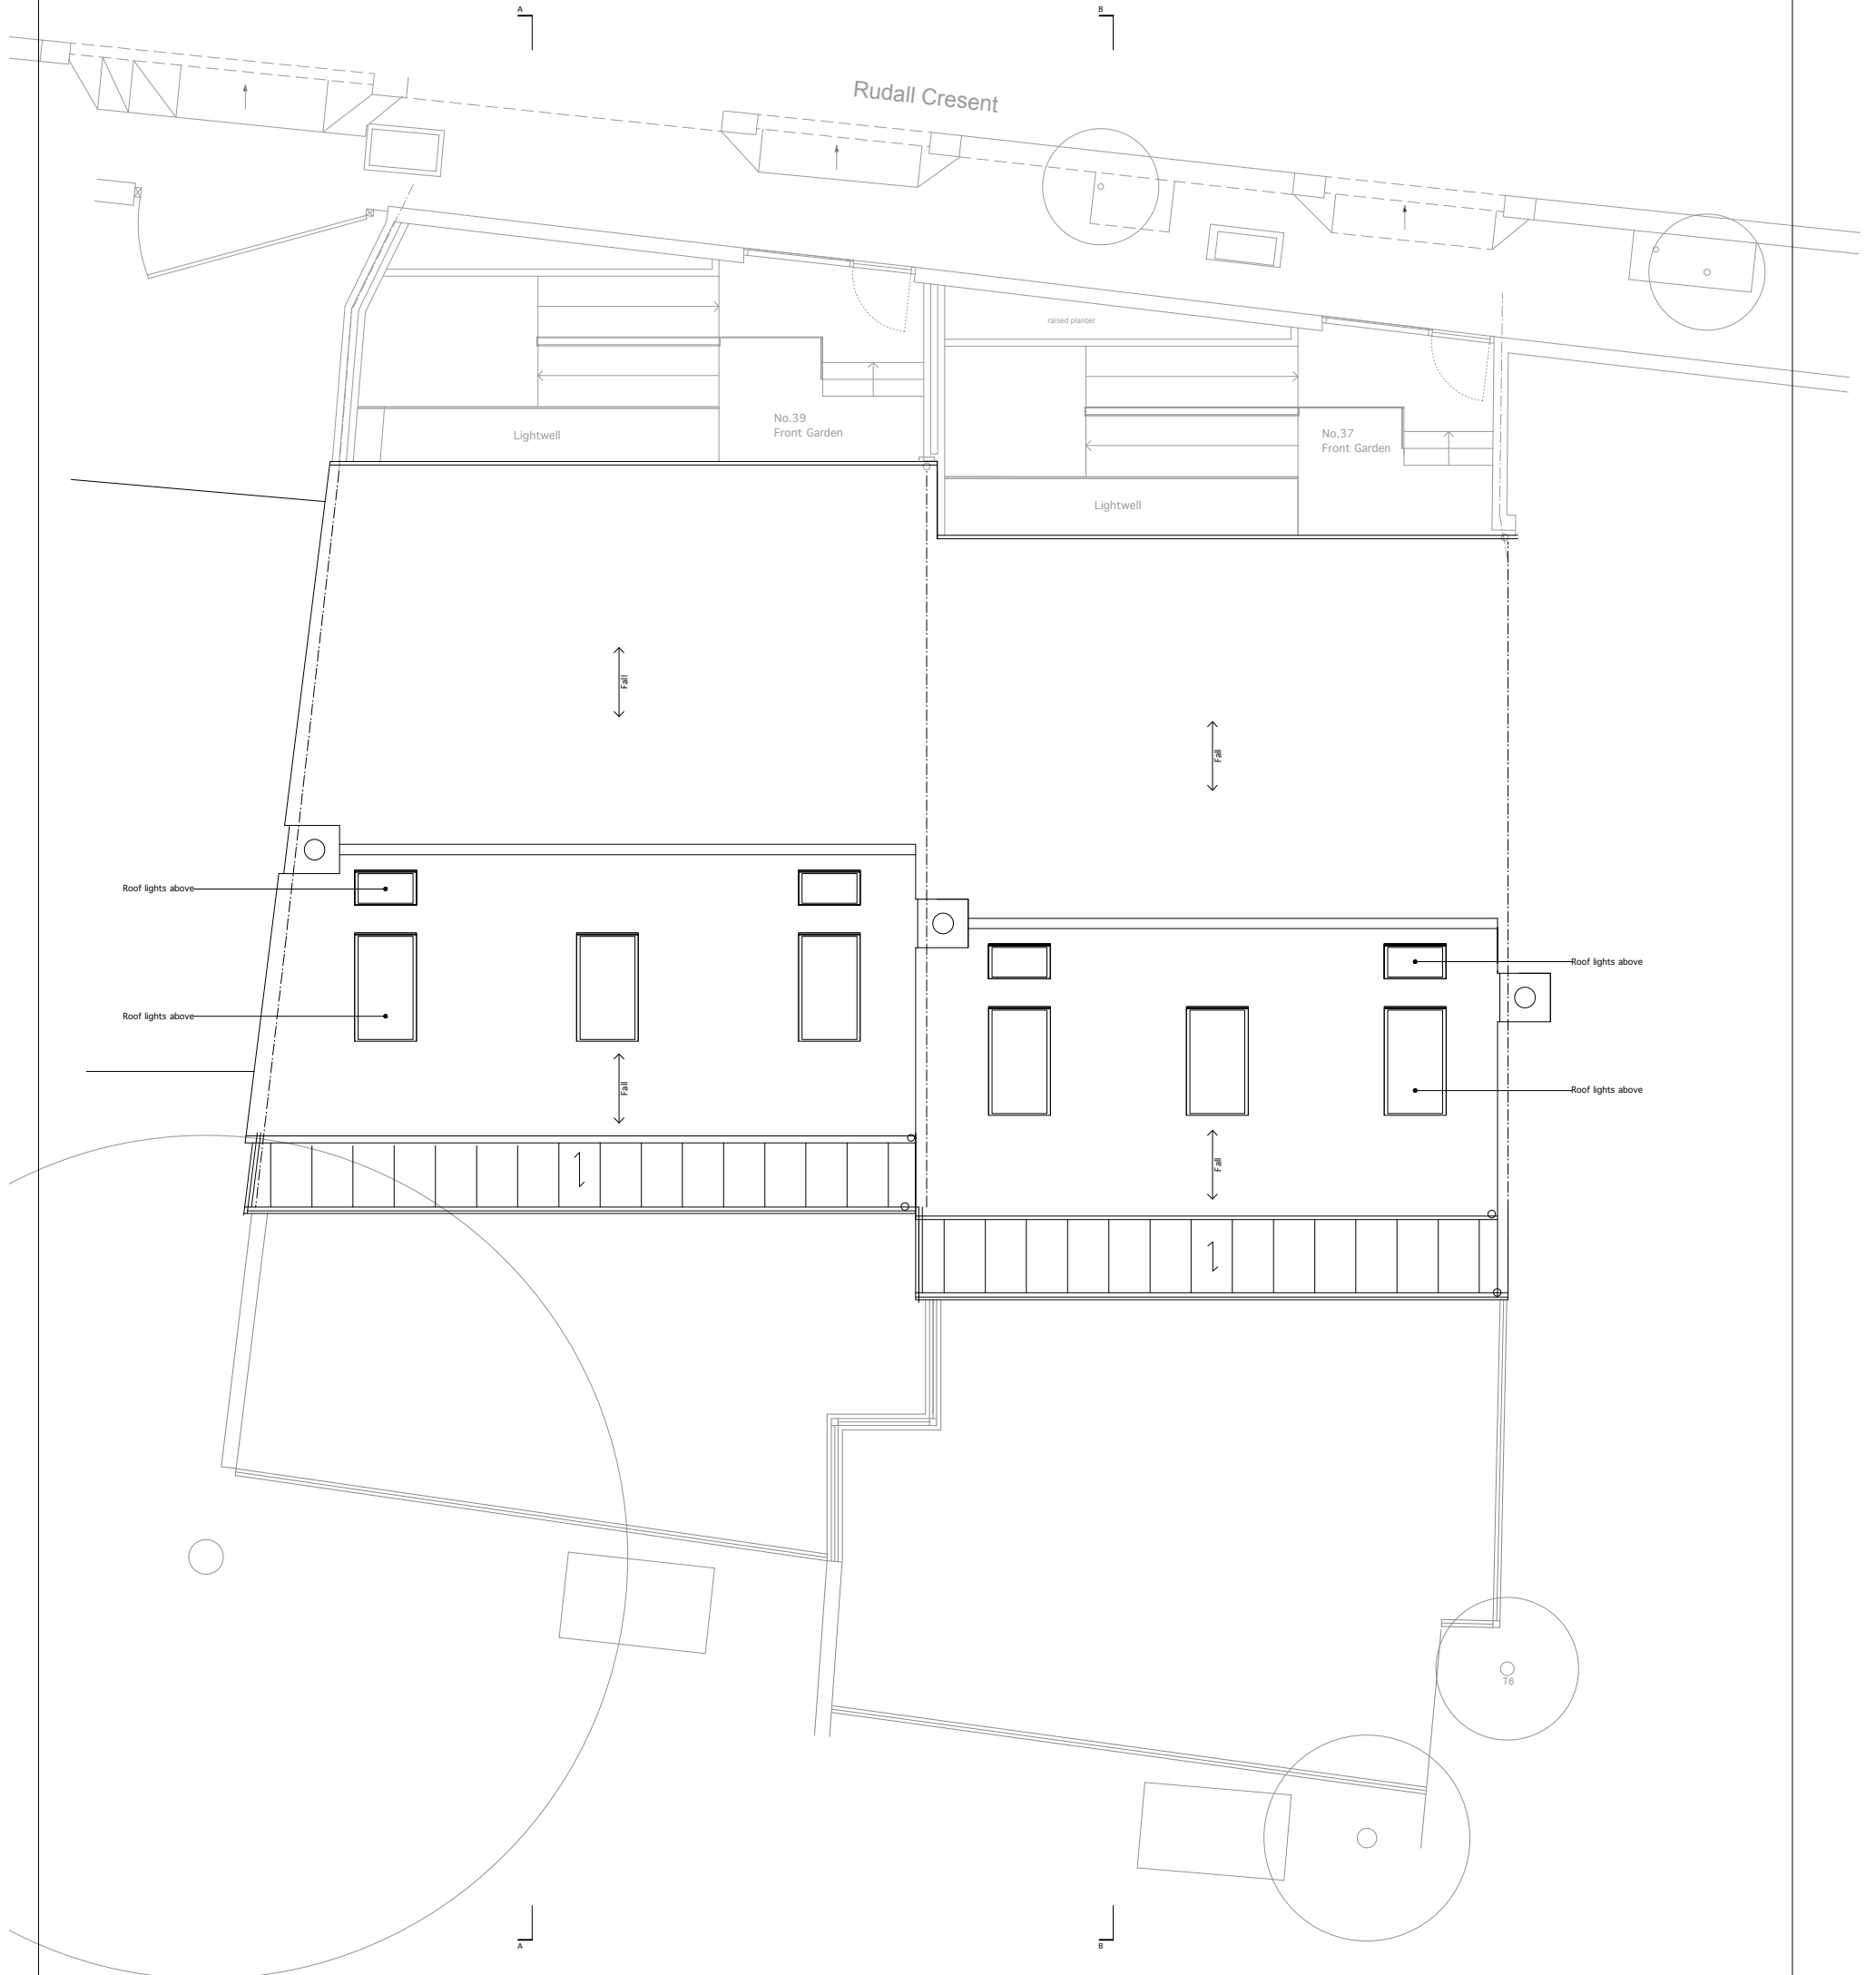 A
B
Rudall Cresent
raised planter
No.39
Front Garden
Lightwell
No.37
Front Garden
Lightwell
Fall
Fall
Roof lights above
Roof lights above
Roof lights above
Roof lights above
Fall
Fall
T6
A
B